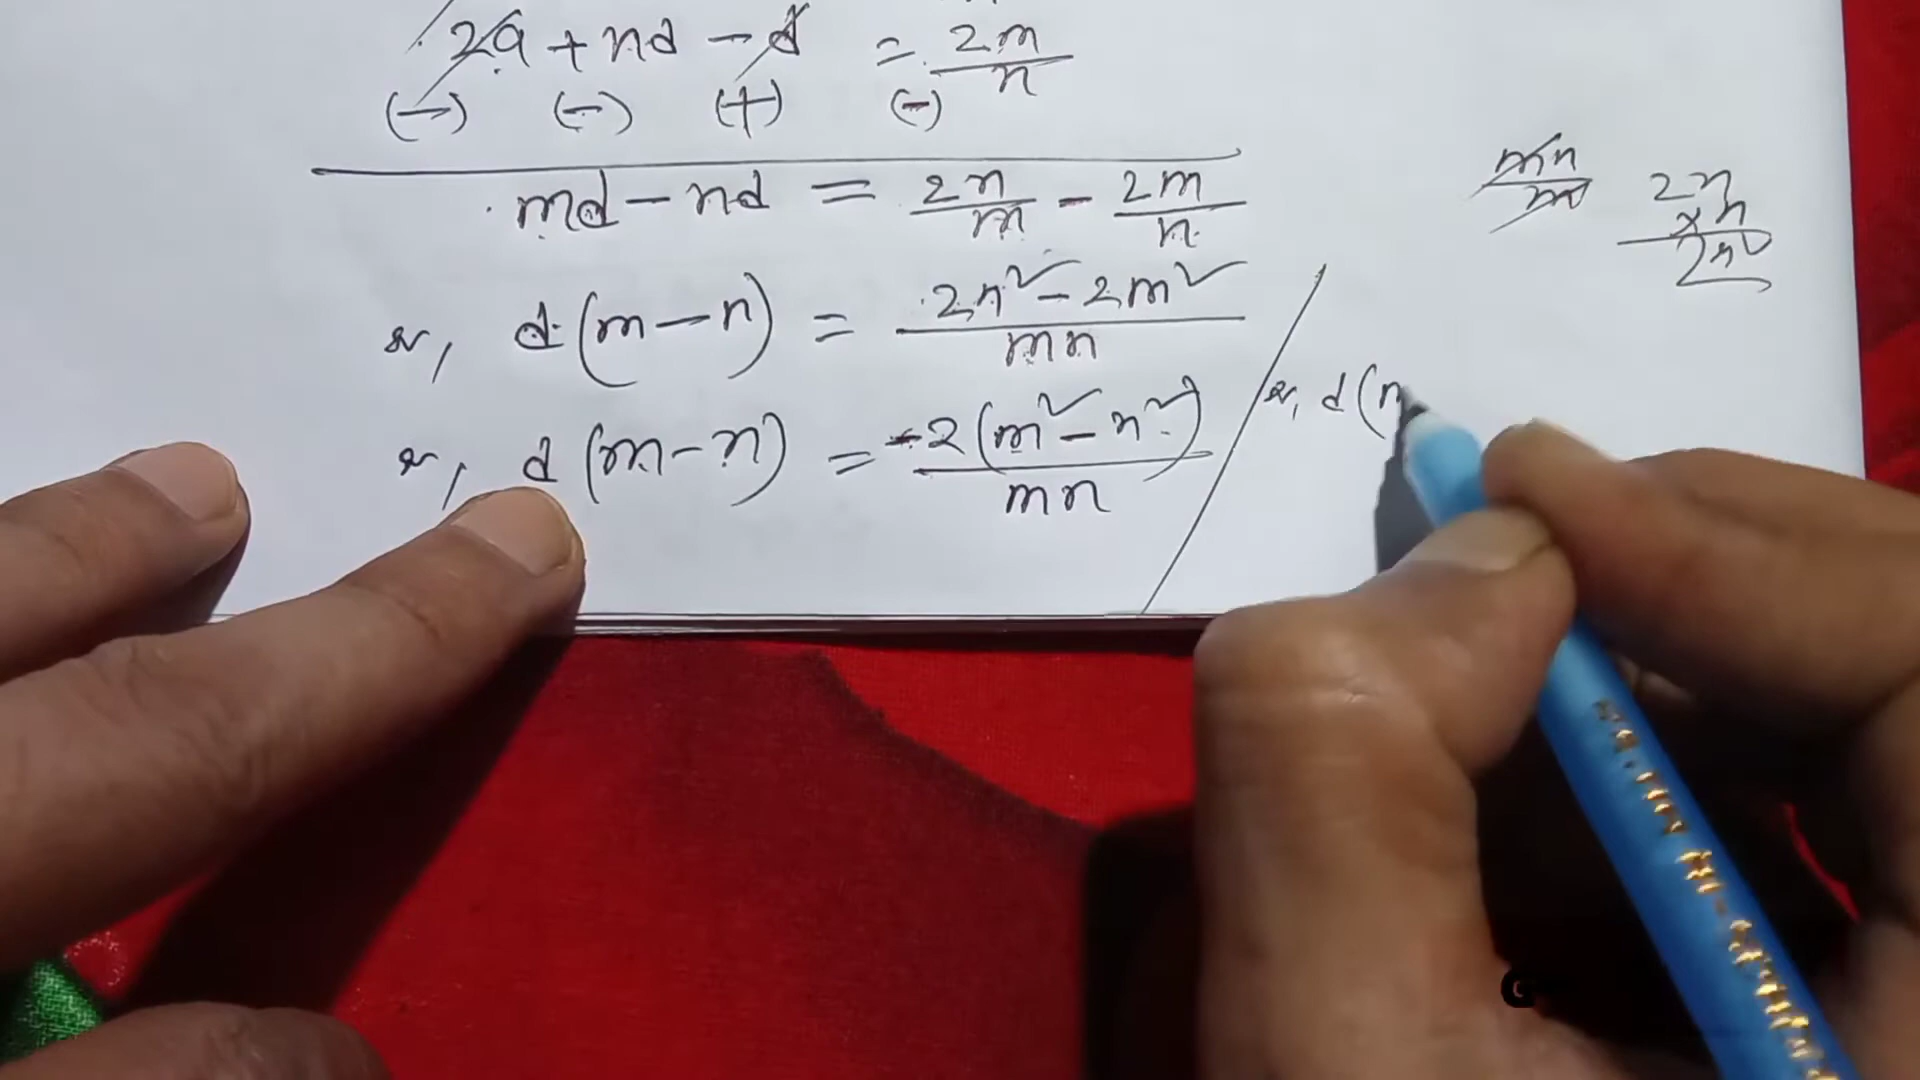 2a + nd - d = 2m/n
(-) (-) (+) (-)
md - nd = 2n/m - 2m/n
or, d(m - n) = (2n² - 2m²)/mn
or, d(m - n) = -2(m² - n²)/mn
or, d(m
mn/m
2n
×n
2n²